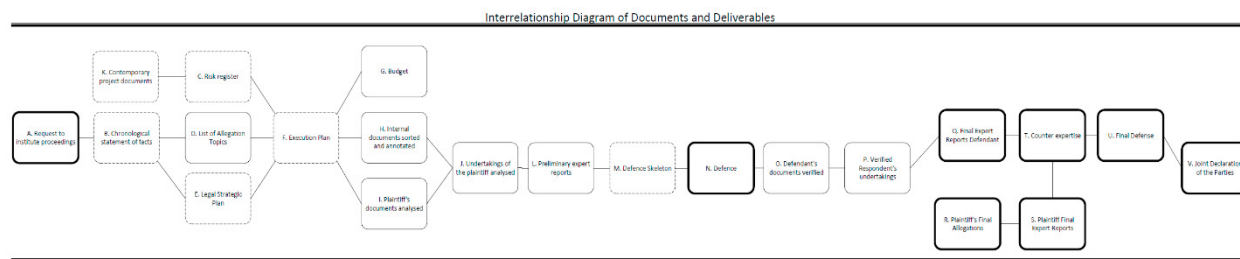 Interrelationship Diagram of Documents and Deliverables
K. Contemporary
project documents
C. Risk register
G. Budget
A. Request to
institute proceedings
B. Chronological
statement of facts
D. List of Allegation
Topics
F. Execution Plan
H. Internal
documents sorted
and annotated
E. Legal Strategic
Plan
I. Plaintiff's
documents analysed
J. Undertakings of
the plaintiff analysed
L. Preliminary expert
reports
M. Defence Skeleton
N. Defence
O. Defendant's
documents verified
P. Verified
Respondent's
undertakings
Q. Final Expert
Reports Defendant
T. Counter expertise
U. Final Defense
R. Plaintiff's Final
Allegations
S. Plaintiff Final
Expert Reports
V. Joint Declaration
of the Parties